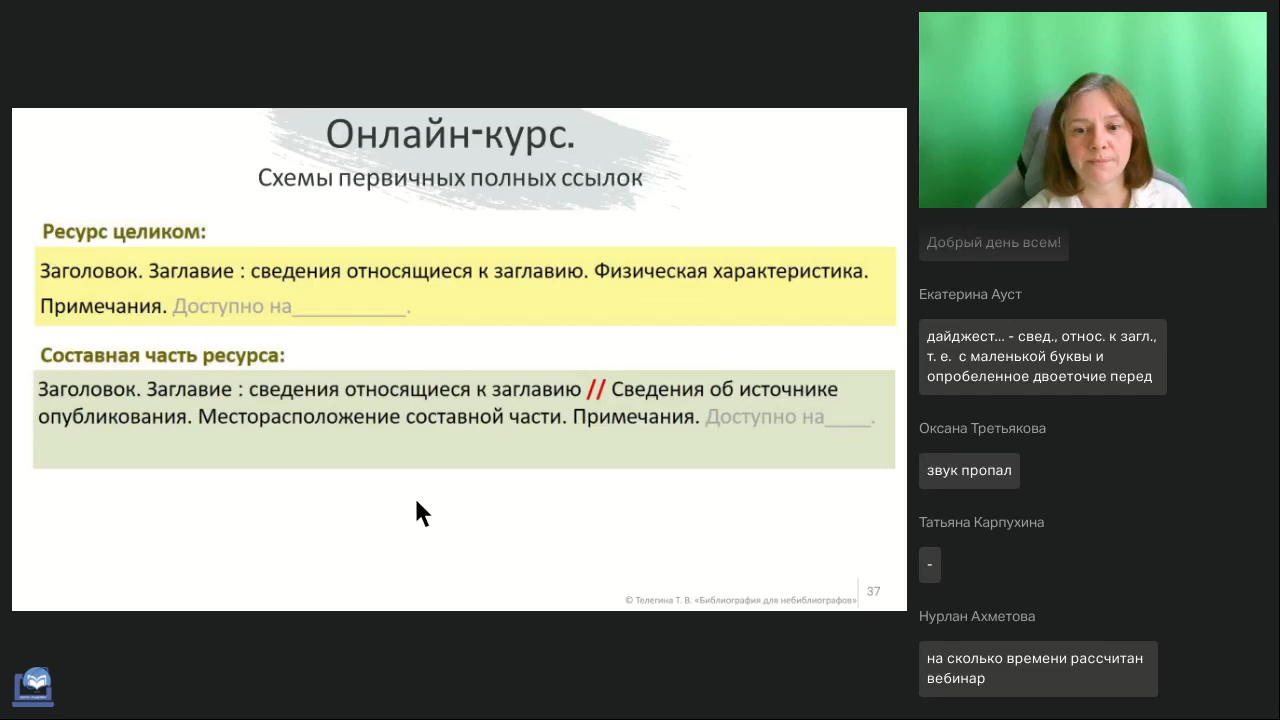 Онлайн-курс.
Схемы первичных полных ссылок
Ресурс целиком:
Заголовок. Заглавие : сведения относящиеся к заглавию. Физическая характеристика.
Примечания. Доступно на__________.
Составная часть ресурса:
Заголовок. Заглавие : сведения относящиеся к заглавию // Сведения об источнике
опубликования. Месторасположение составной части. Примечания. Доступно на____.
© Телегина Т. В. «Библиография для небиблиографов»
37
Добрый день всем!
Екатерина Ауст
дайджест... - свед., относ. к загл.,
т. е. с маленькой буквы и
опробеленное двоеточие перед
Оксана Третьякова
звук пропал
Татьяна Карпухина
-
Нурлан Ахметова
на сколько времени рассчитан
вебинар